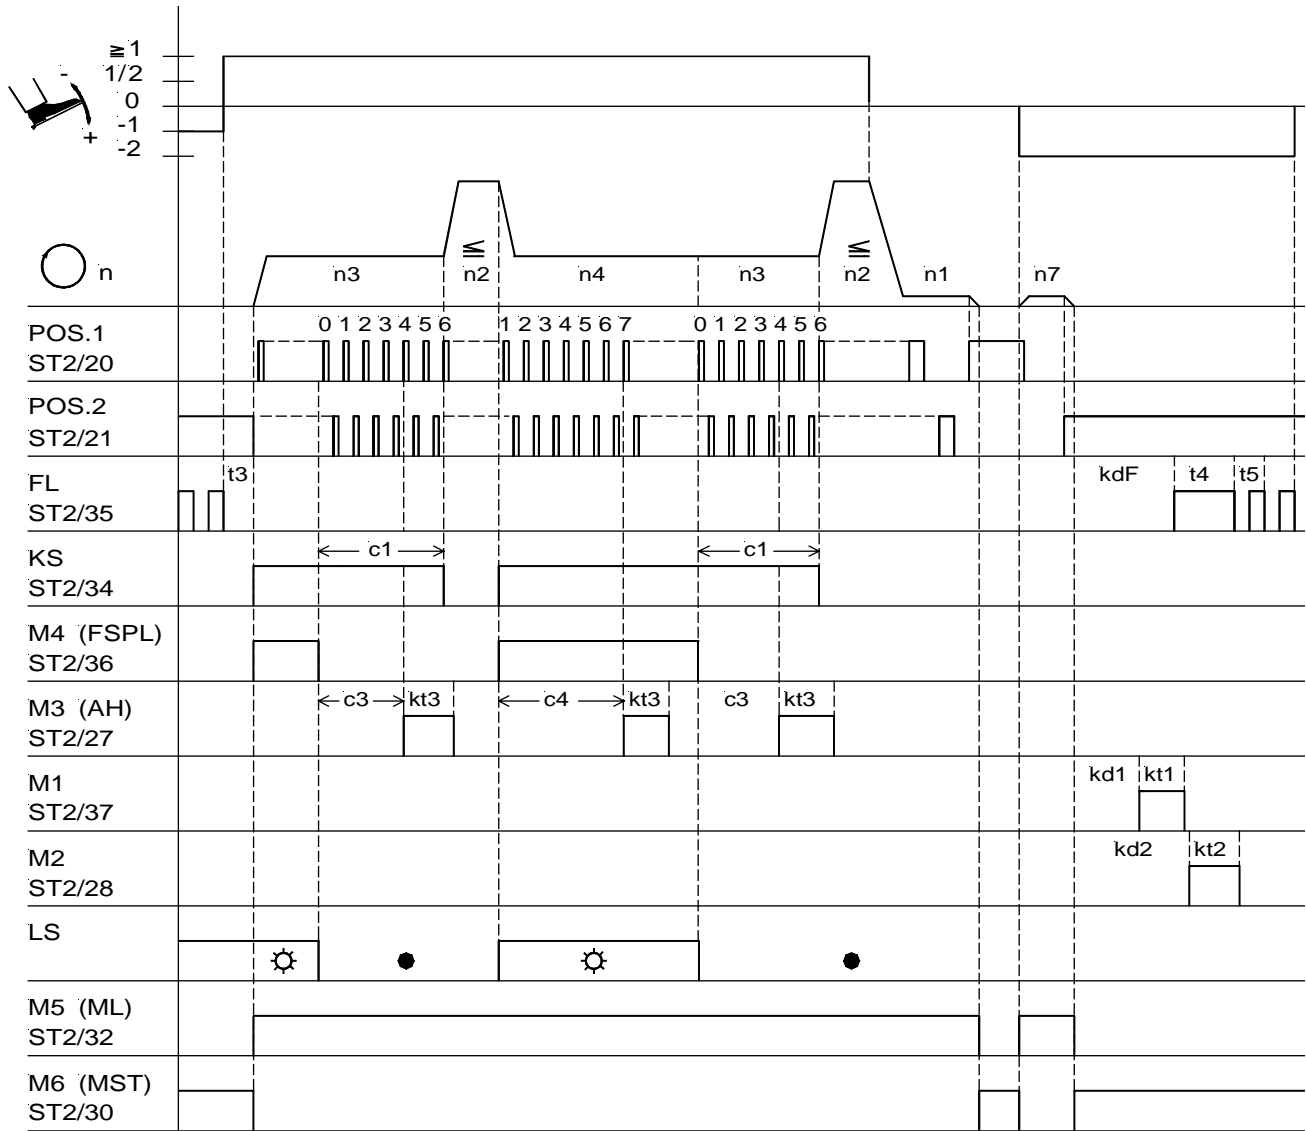 ≧ 1
1/2
0
-1
-2
-
+
n
n3
≦
n2
n4
n3
≦
n2
n1
n7
POS.1
ST2/20
0 1 2 3 4 5 6
1 2 3 4 5 6 7
0 1 2 3 4 5 6
POS.2
ST2/21
FL
ST2/35
t3
kdF
t4
t5
KS
ST2/34
c1
c1
M4 (FSPL)
ST2/36
M3 (AH)
ST2/27
c3
kt3
c4
kt3
c3
kt3
M1
ST2/37
kd1
kt1
M2
ST2/28
kd2
kt2
LS
M5 (ML)
ST2/32
M6 (MST)
ST2/30